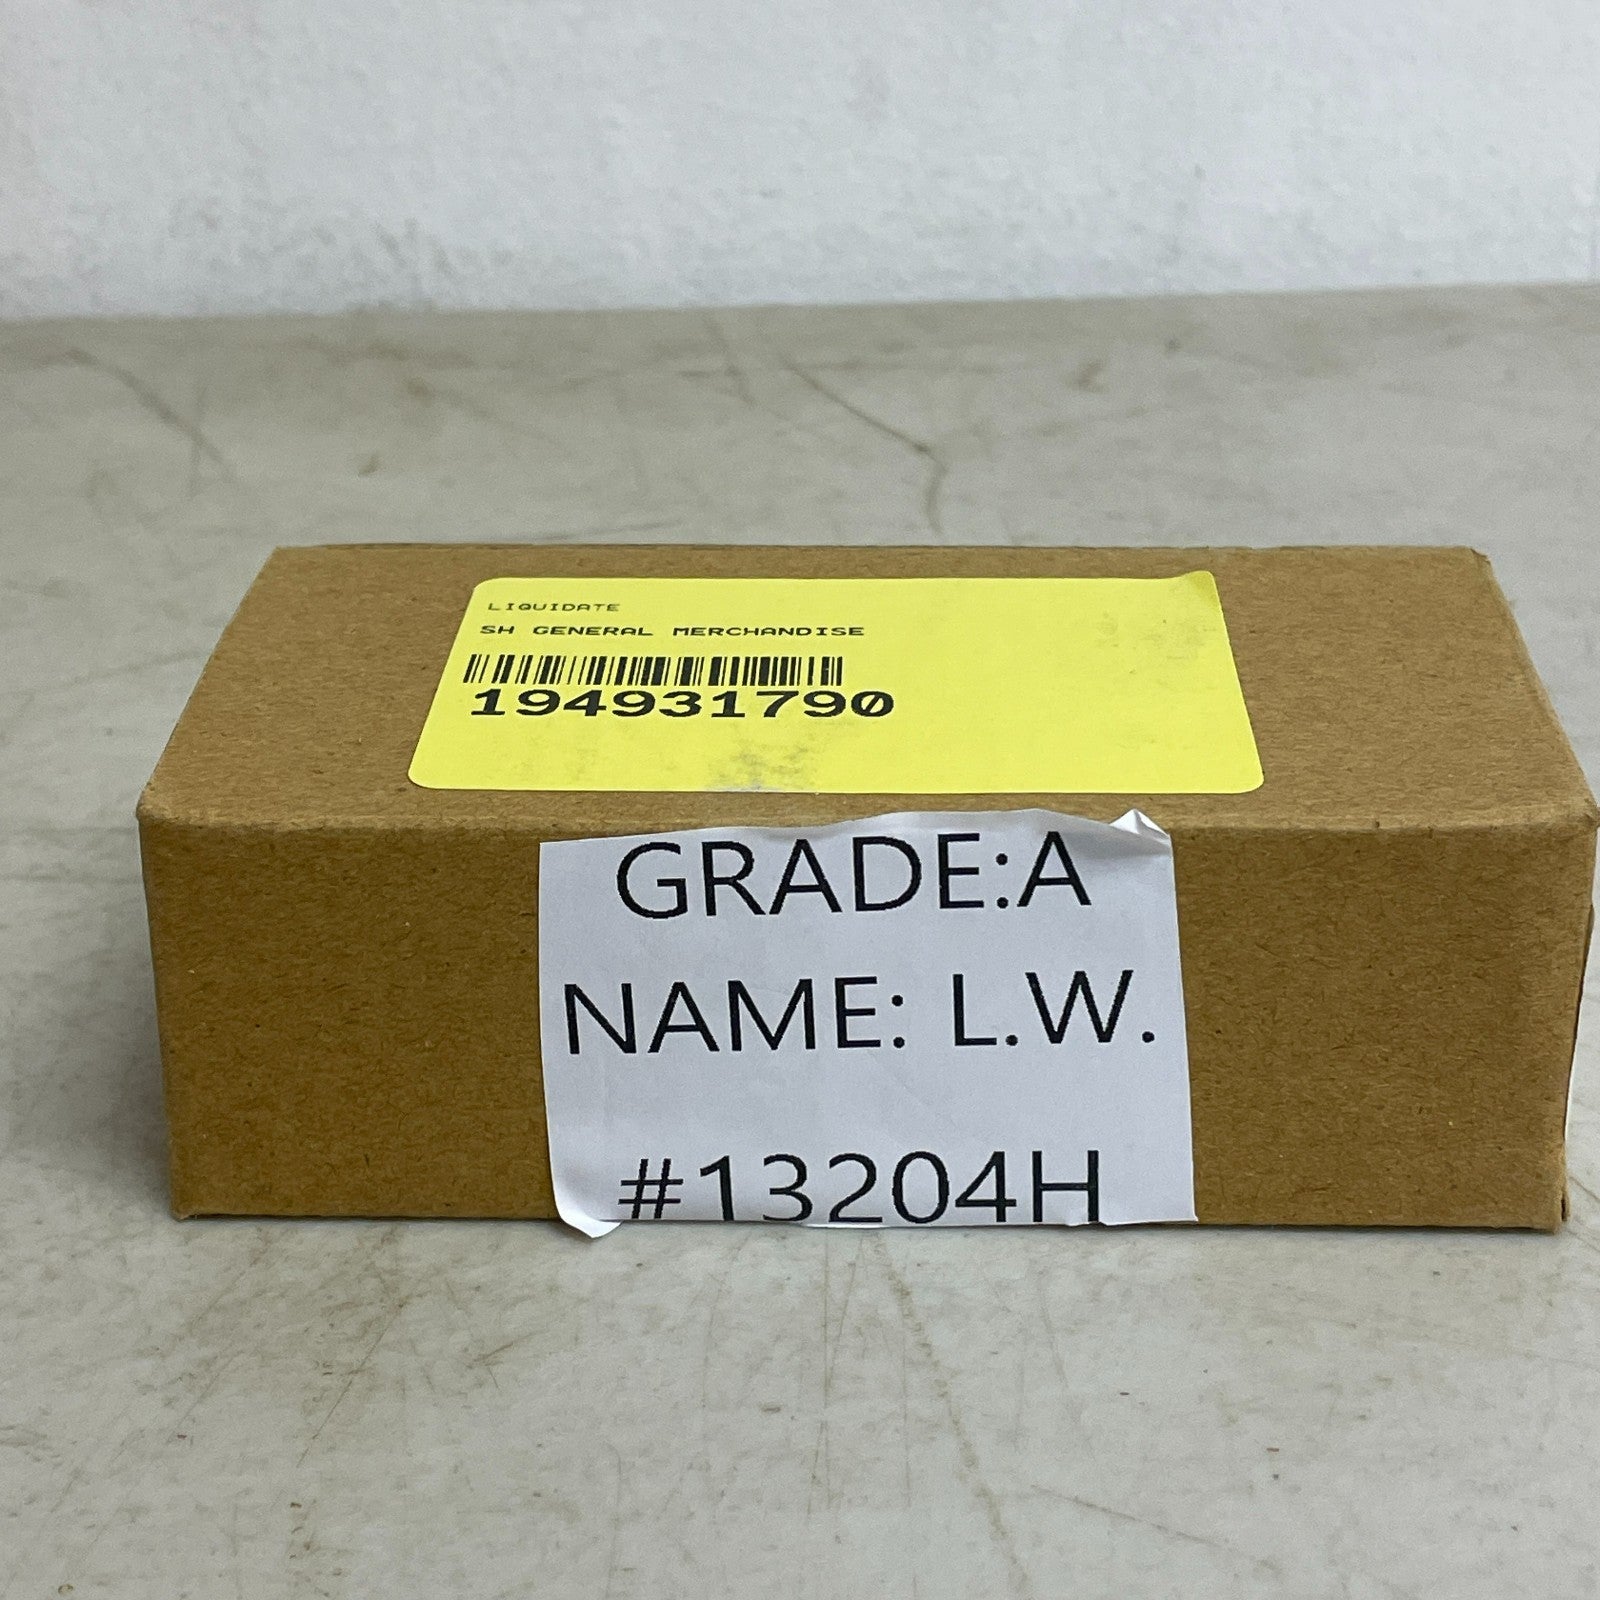 LIQUIDATE
SH GENERAL MERCHANDISE
194931790
GRADE:A
NAME: L.W.
#13204H